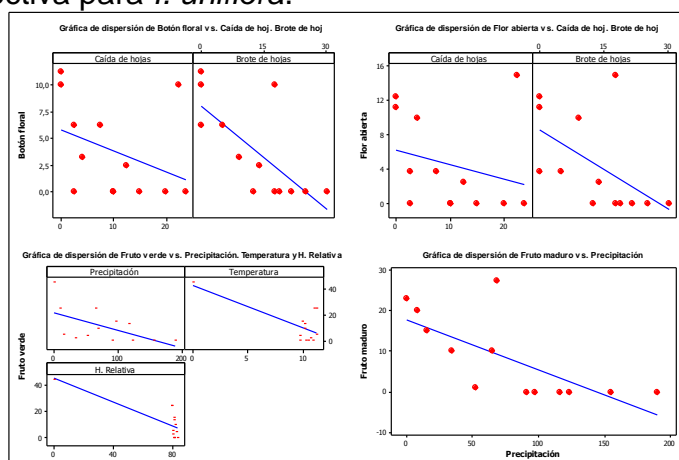 ctiva para I. uniflora.
Gráfica de dispersión de Botón floral vs. Caída de hoj. Brote de hoj
0 15 30
Caída de hojas Brote de hojas
10,0
7,5
5,0
2,5
0,0
Botón floral
0 10 20
Gráfica de dispersión de Flor abierta vs. Caída de hoj. Brote de hoj
0 15 30
Caída de hojas Brote de hojas
16
12
8
4
0
Flor abierta
0 10 20
Gráfica de dispersión de Fruto verde vs. Precipitación. Temperatura y H. Relativa
Precipitación Temperatura
40
20
0
0 100 200
0 5 10
H. Relativa
40
20
0
Fruto verde
0 40 80
Gráfica de dispersión de Fruto maduro vs. Precipitación
30
20
10
0
-10
Fruto maduro
0 50 100 150 200
Precipitación